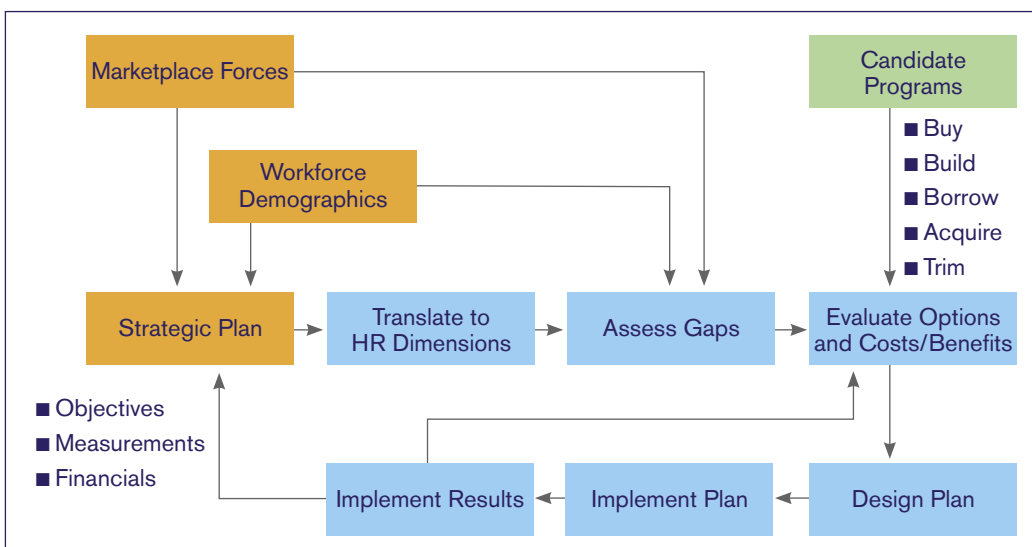 Marketplace Forces
Candidate
Programs
■ Buy
■ Build
■ Borrow
■ Acquire
■ Trim
Workforce
Demographics
Strategic Plan
Translate to
HR Dimensions
Assess Gaps
Evaluate Options
and Costs/Benefits
■ Objectives
■ Measurements
■ Financials
Implement Results
Implement Plan
Design Plan